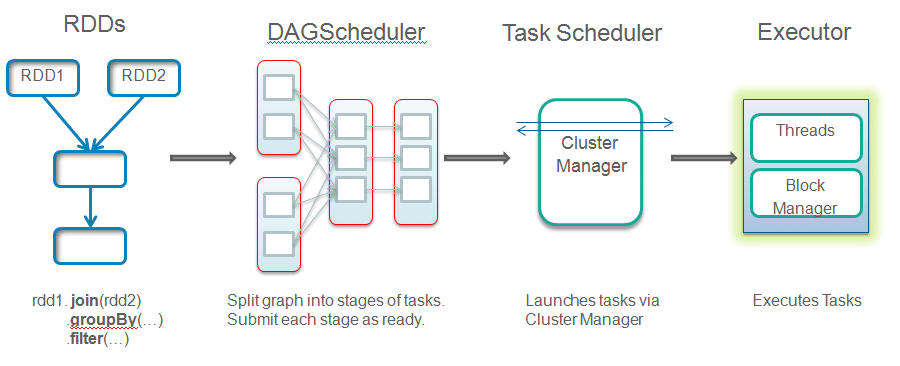 RDDs
DAGScheduler
Task Scheduler
Executor
RDD1
RDD2
Cluster
Manager
Threads
Block
Manager
rdd1.join(rdd2)
.groupBy(…)
.filter(…)
Split graph into stages of tasks.
Submit each stage as ready.
Launches tasks via
Cluster Manager
Executes Tasks